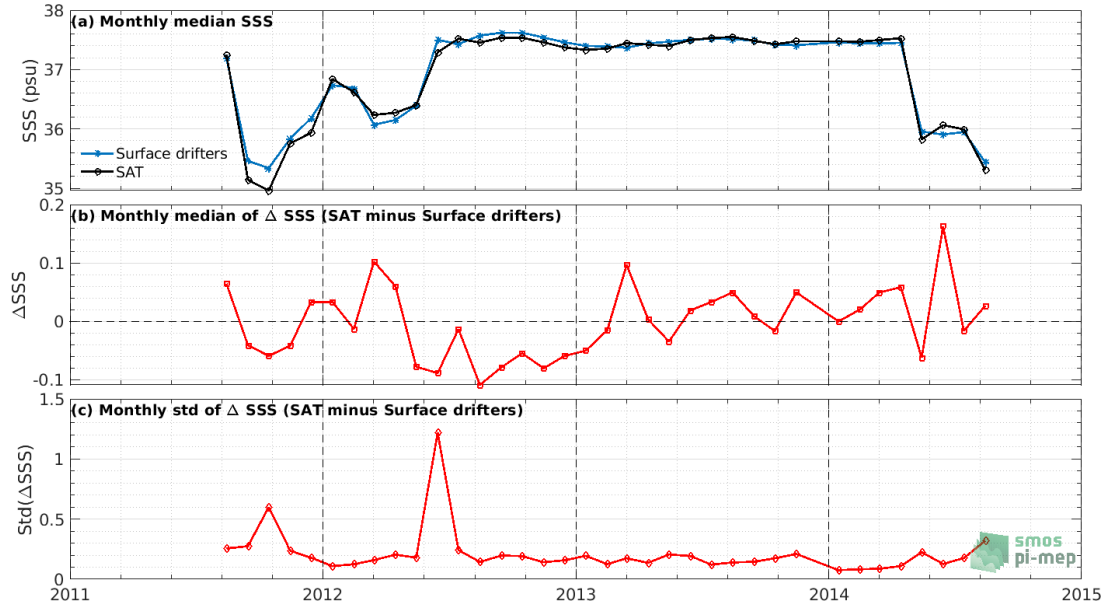 (a) Monthly median SSS
38
37
36
35
SSS (psu)
Surface drifters
SAT
(b) Monthly median of Δ SSS (SAT minus Surface drifters)
0.2
0.1
0
-0.1
ΔSSS
(c) Monthly std of Δ SSS (SAT minus Surface drifters)
1.5
1
0.5
0
Std(ΔSSS)
smos
pi-mep
2011
2012
2013
2014
2015